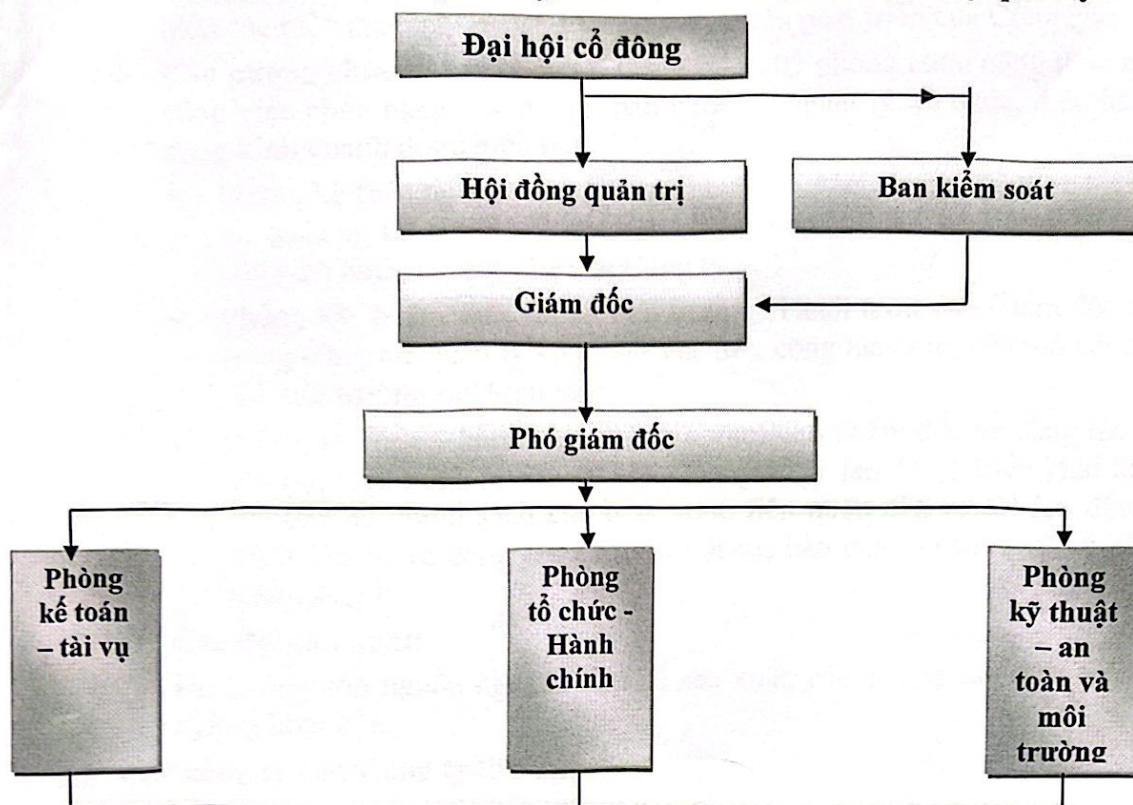 Đại hội cổ đông
Hội đồng quản trị
Ban kiểm soát
Giám đốc
Phó giám đốc
Phòng
kế toán
– tài vụ
Phòng
tổ chức -
Hành
chính
Phòng
kỹ thuật
– an
toàn và
môi
trường